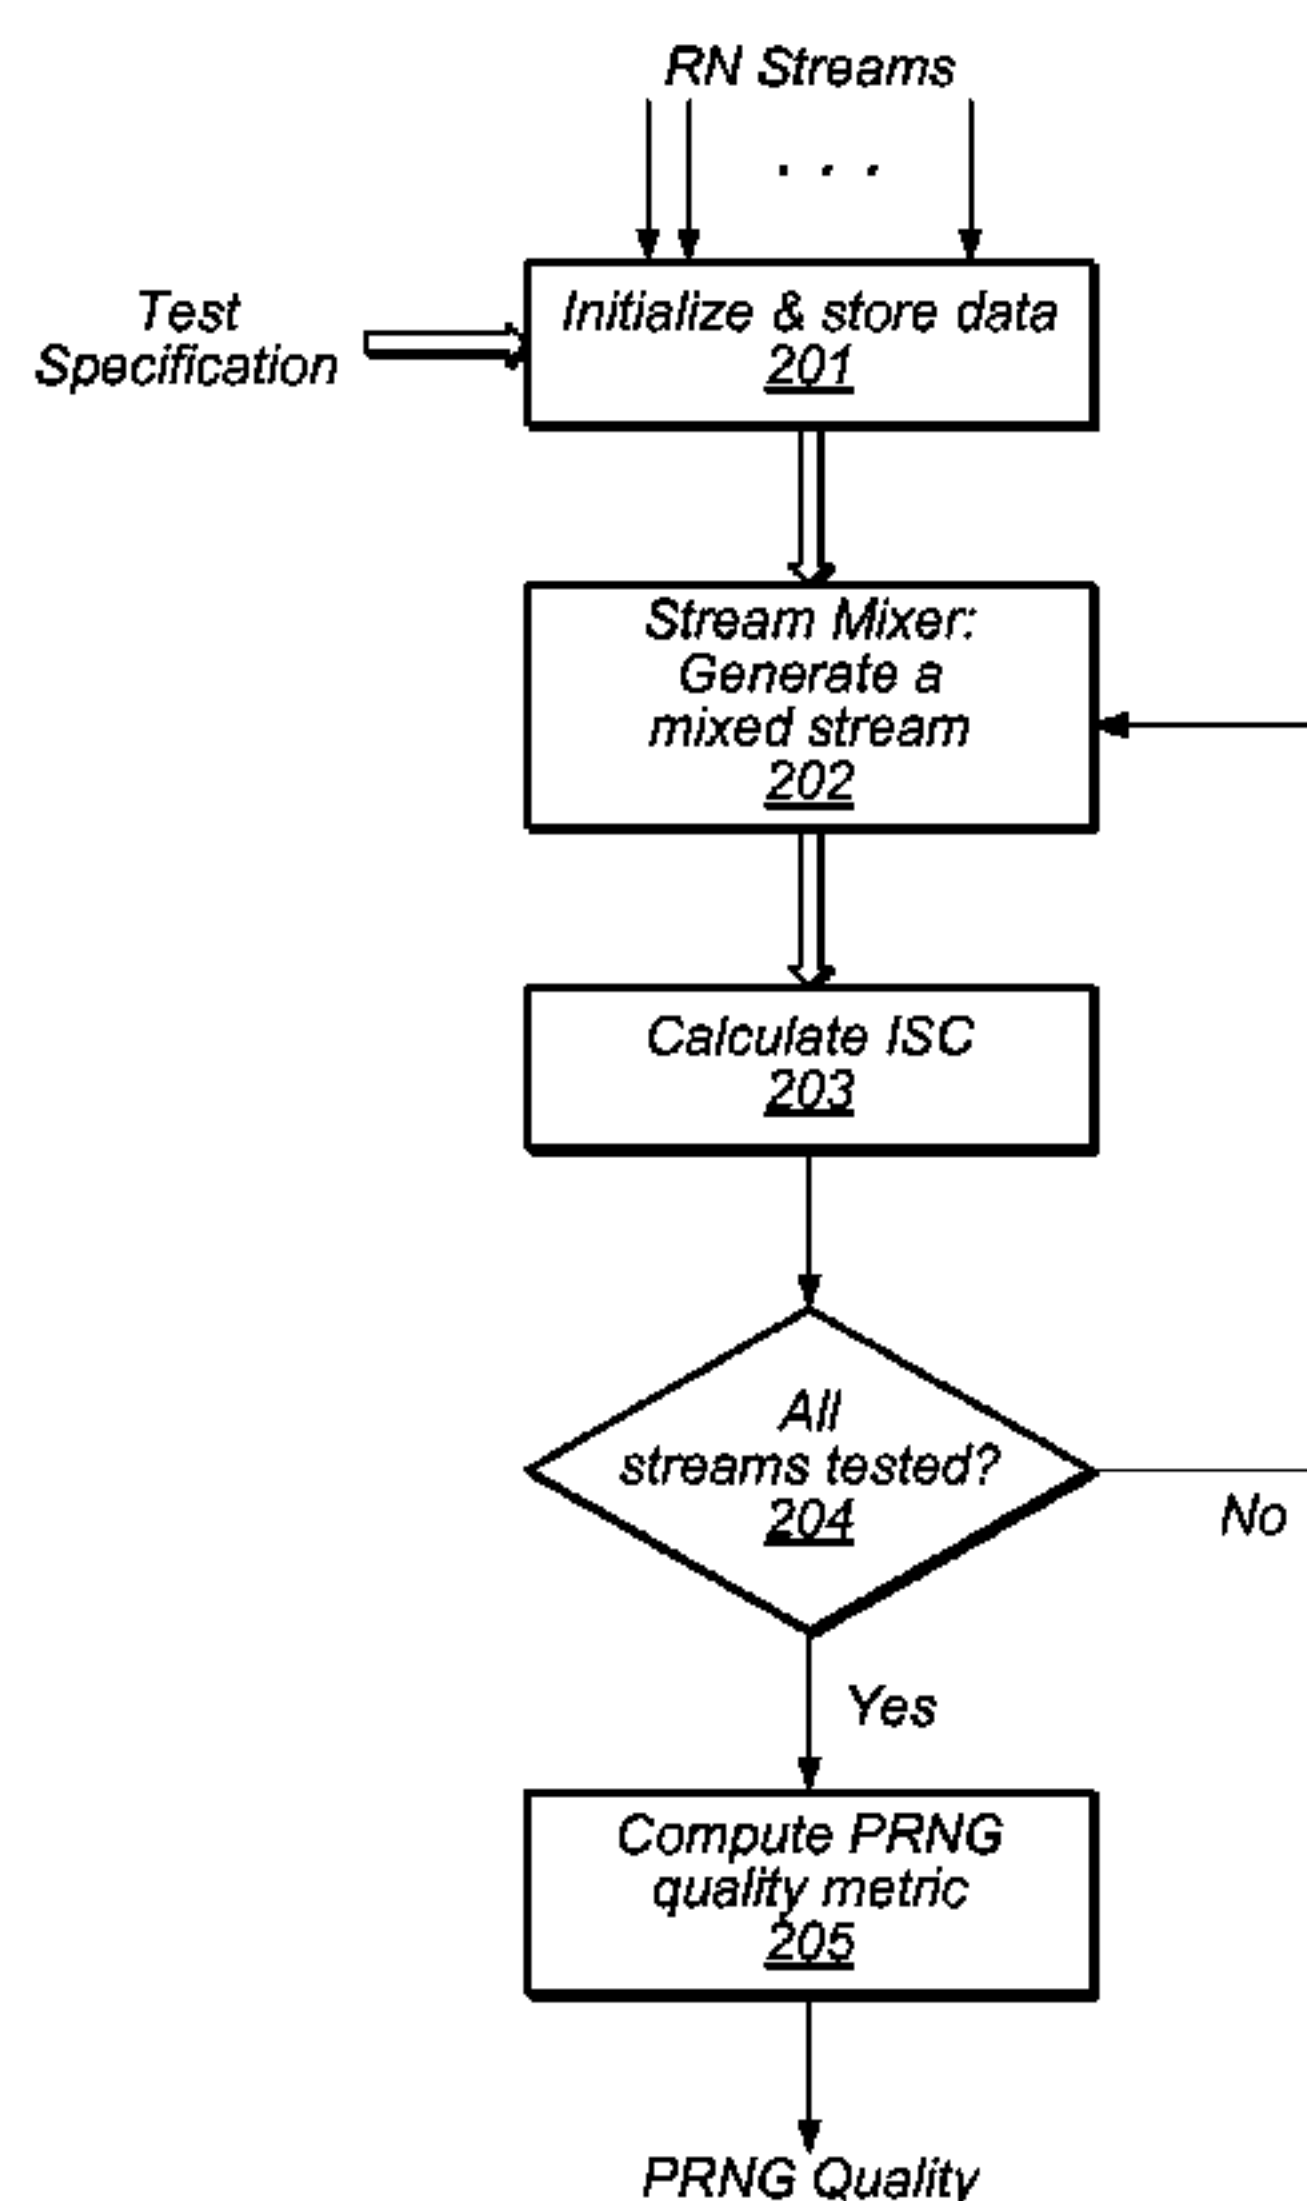 RN Streams
. . .
Test
Specification
Initialize & store data
201
Stream Mixer:
Generate a
mixed stream
202
Calculate ISC
203
All
streams tested?
204
No
Yes
Compute PRNG
quality metric
205
PRNG Quality